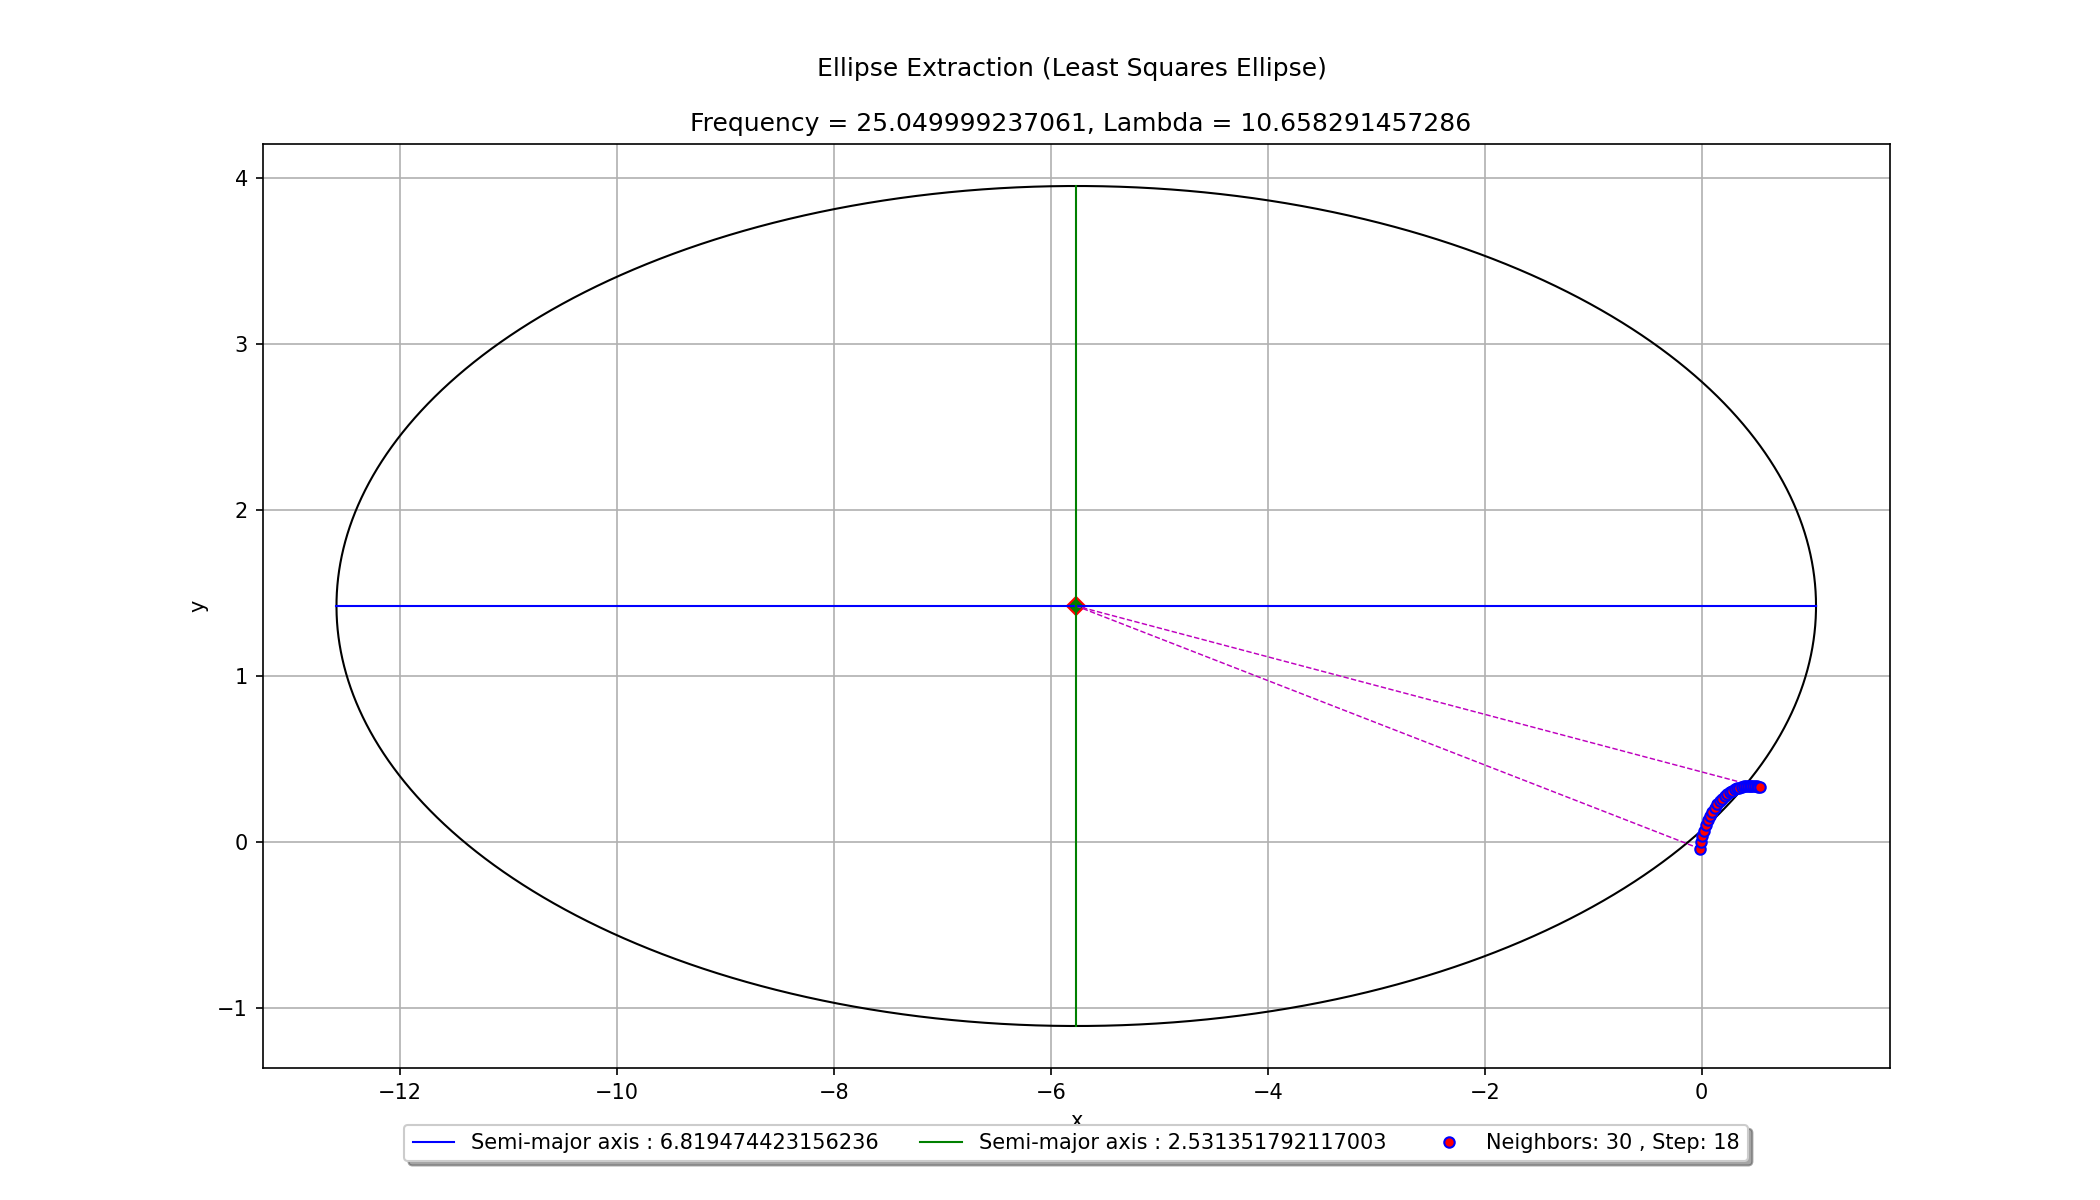 Ellipse Extraction (Least Squares Ellipse)
Frequency = 25.049999237061, Lambda = 10.658291457286
4
3
2
1
0
−1
y
−12 −10 −8 −6 −4 −2 0
x
Semi-major axis : 6.819474423156236 Semi-major axis : 2.531351792117003 Neighbors: 30 , Step: 18